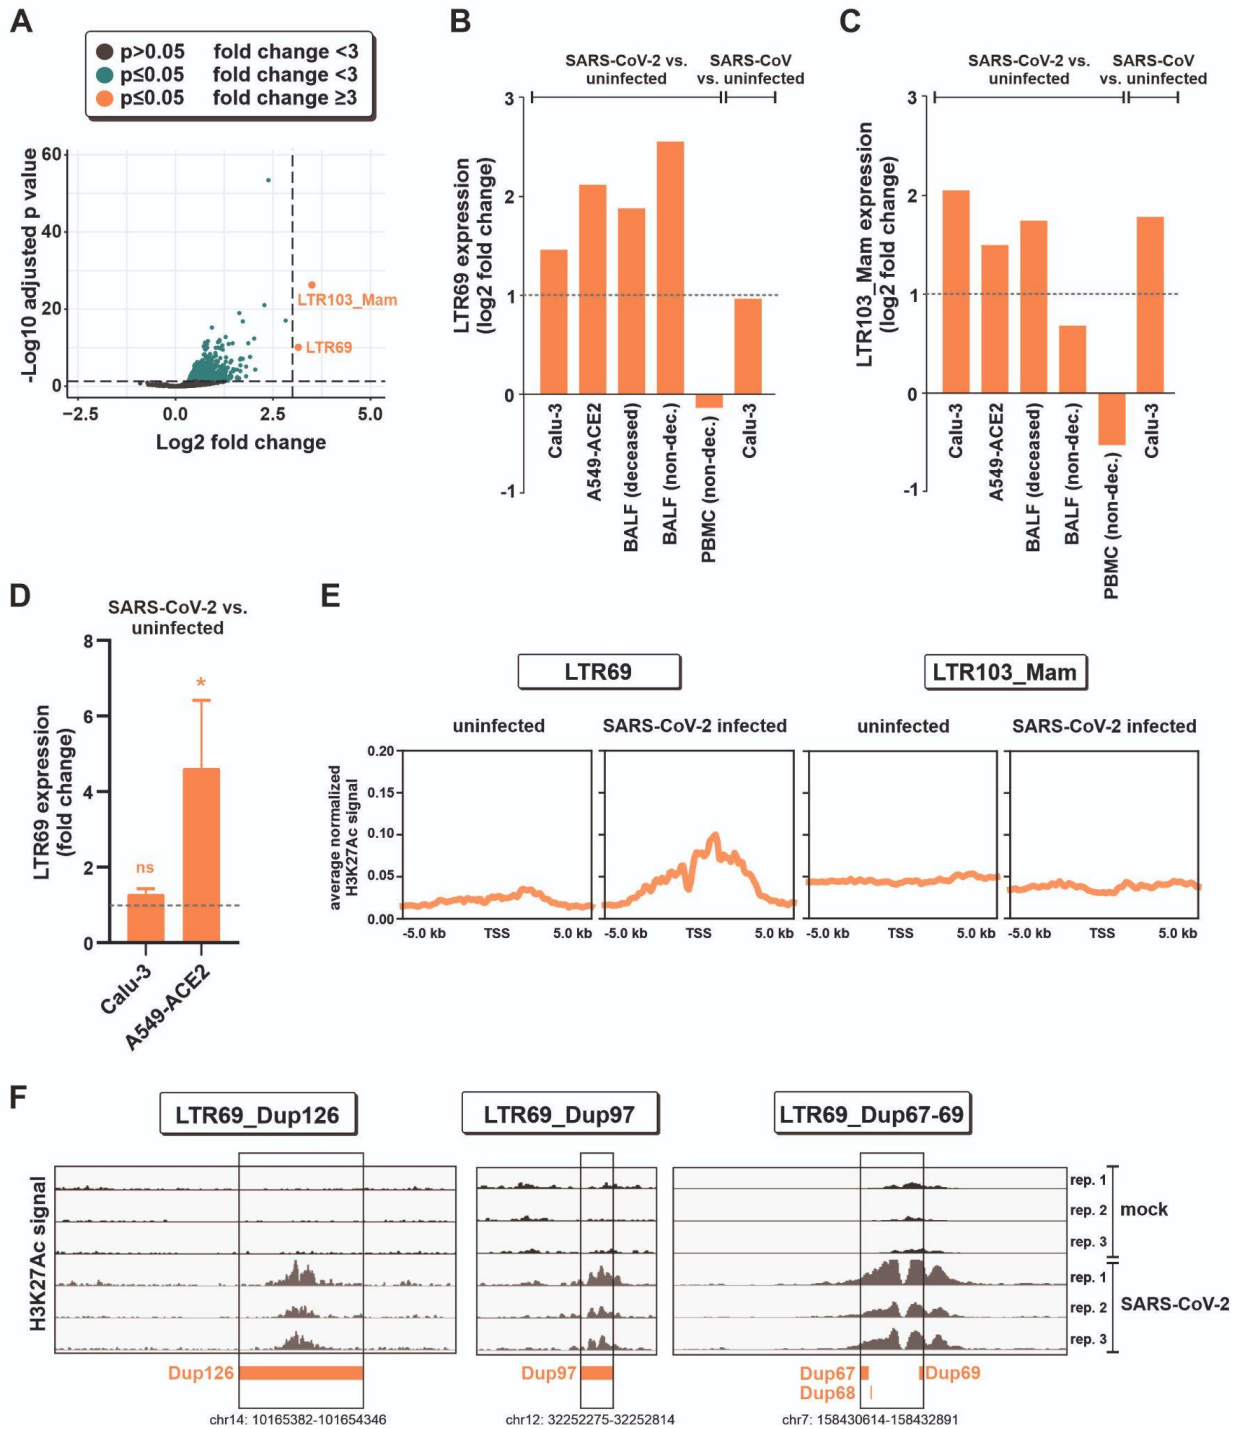 A
p>0.05 fold change <3
p≤0.05 fold change <3
p≤0.05 fold change ≥3
-Log10 adjusted p value
60
40
20
0
LTR103_Mam
LTR69
−2.5 0.0 2.5 5.0
Log2 fold change
B
SARS-CoV-2 vs. uninfected
SARS-CoV vs. uninfected
LTR69 expression
(log2 fold change)
3
2
1
0
-1
Calu-3
A549-ACE2
BALF (deceased)
BALF (non-dec.)
PBMC (non-dec.)
Calu-3
C
SARS-CoV-2 vs. uninfected
SARS-CoV vs. uninfected
LTR103_Mam expression
(log2 fold change)
3
2
1
0
-1
Calu-3
A549-ACE2
BALF (deceased)
BALF (non-dec.)
PBMC (non-dec.)
Calu-3
D
SARS-CoV-2 vs.
uninfected
LTR69 expression
(fold change)
8
6
4
2
0
ns
*
Calu-3
A549-ACE2
E
LTR69
LTR103_Mam
uninfected
SARS-CoV-2 infected
uninfected
SARS-CoV-2 infected
average normalized
H3K27Ac signal
0.20
0.15
0.10
0.05
0.00
-5.0 kb TSS 5.0 kb
-5.0 kb TSS 5.0 kb
-5.0 kb TSS 5.0 kb
-5.0 kb TSS 5.0 kb
F
LTR69_Dup126
LTR69_Dup97
LTR69_Dup67-69
H3K27Ac signal
rep. 1
rep. 2
rep. 3
mock
rep. 1
rep. 2
rep. 3
SARS-CoV-2
Dup126
Dup97
Dup67
Dup68
Dup69
chr14: 10165382-101654346
chr12: 32252275-32252814
chr7: 158430614-158432891